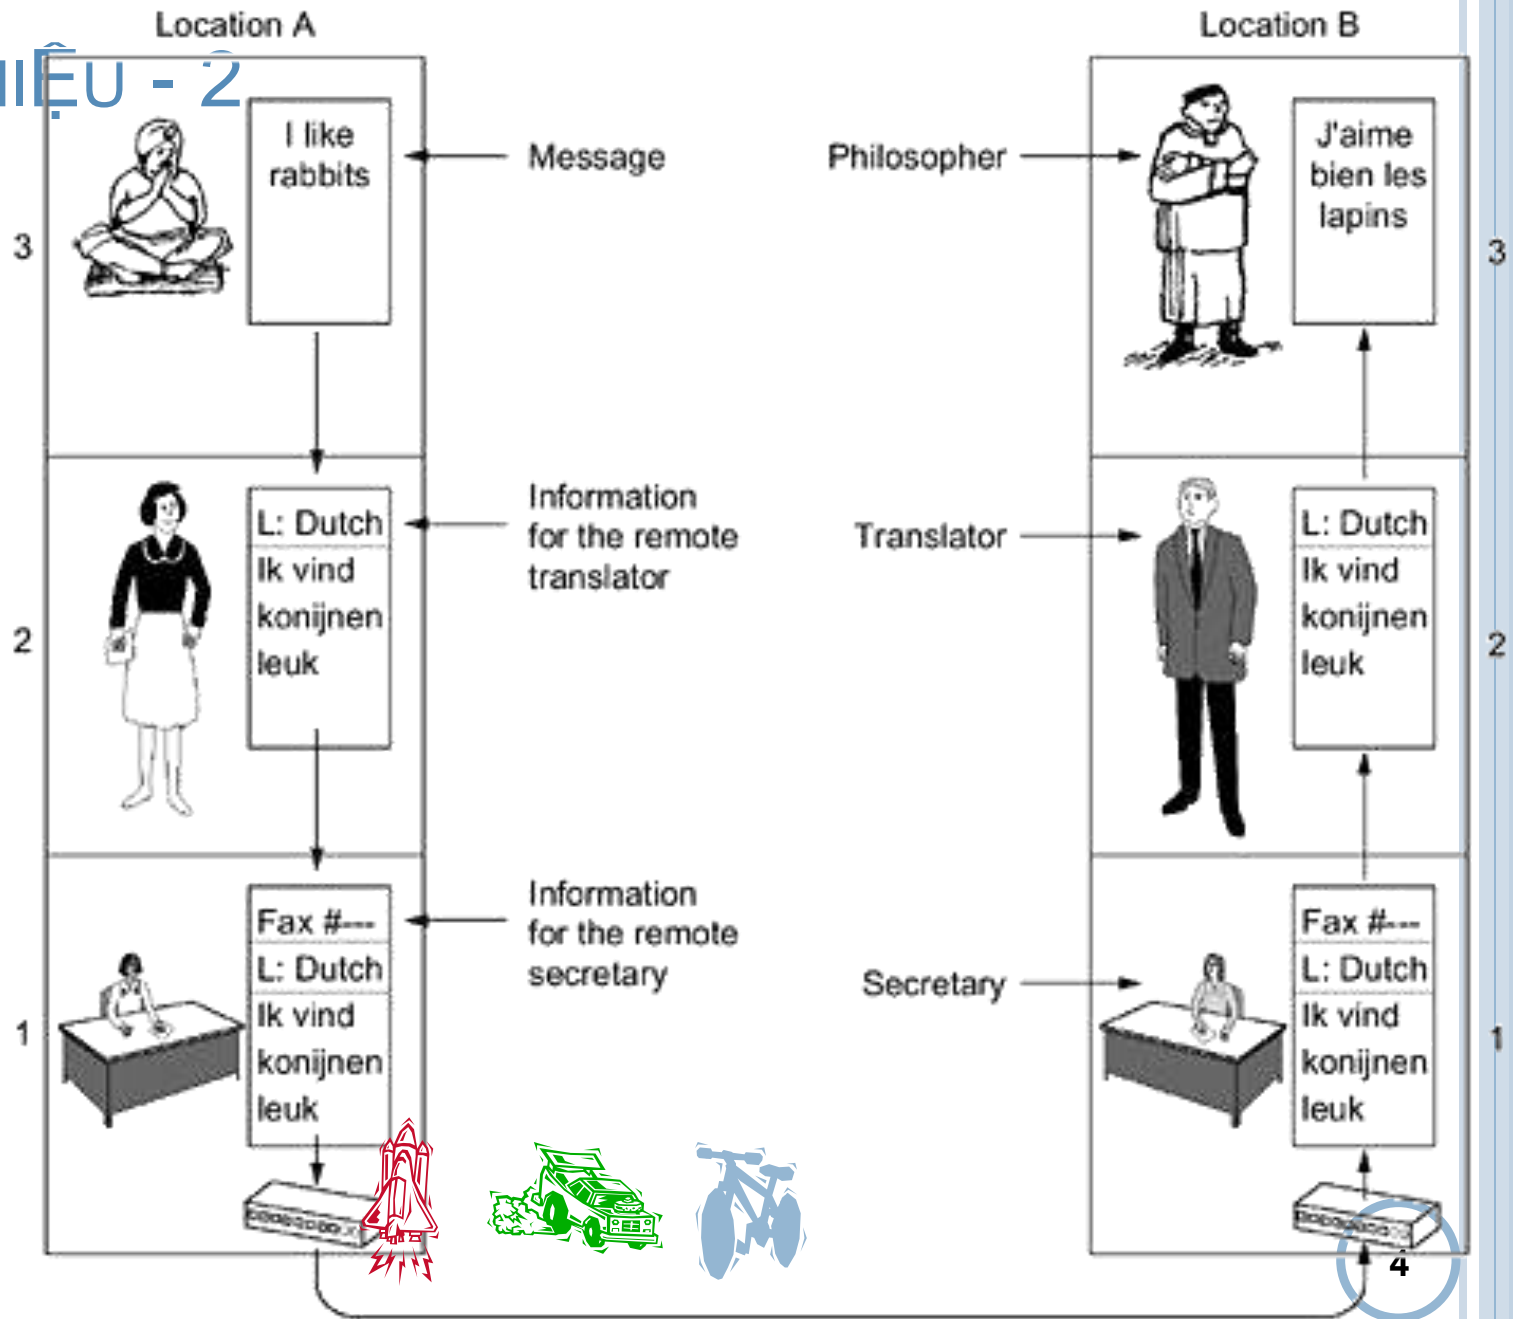 Location A
IỆU - 2
3
I like
rabbits
Message
2
L: Dutch
Ik vind
konijnen
leuk
Information
for the remote
translator
1
Fax #---
L: Dutch
Ik vind
konijnen
leuk
Information
for the remote
secretary
Location B
Philosopher
J'aime
bien les
lapins
3
Translator
L: Dutch
Ik vind
konijnen
leuk
2
Secretary
Fax #---
L: Dutch
Ik vind
konijnen
leuk
1
4